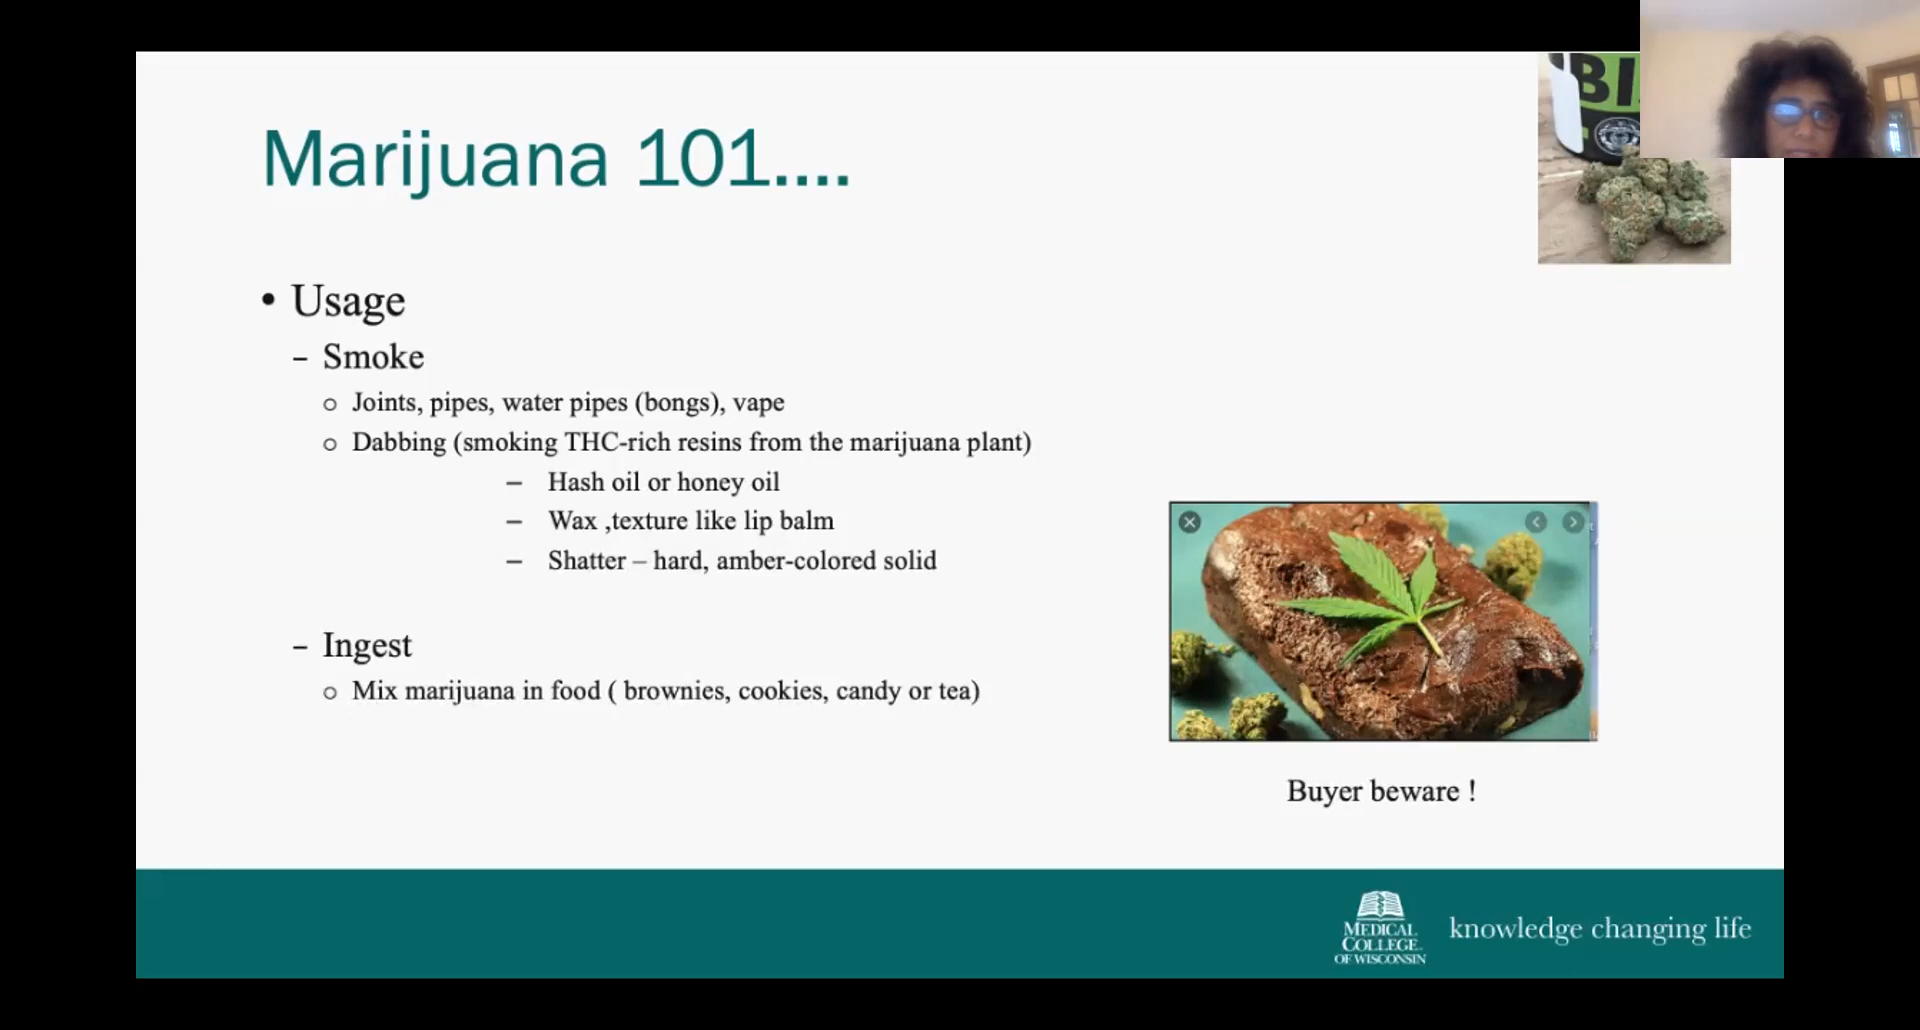 BI
Marijuana 101....
• Usage
– Smoke
o Joints, pipes, water pipes (bongs), vape
o Dabbing (smoking THC-rich resins from the marijuana plant)
– Hash oil or honey oil
– Wax ,texture like lip balm
– Shatter – hard, amber-colored solid
– Ingest
o Mix marijuana in food ( brownies, cookies, candy or tea)
Buyer beware !
MEDICAL
COLLEGE
OF WISCONSIN
knowledge changing life